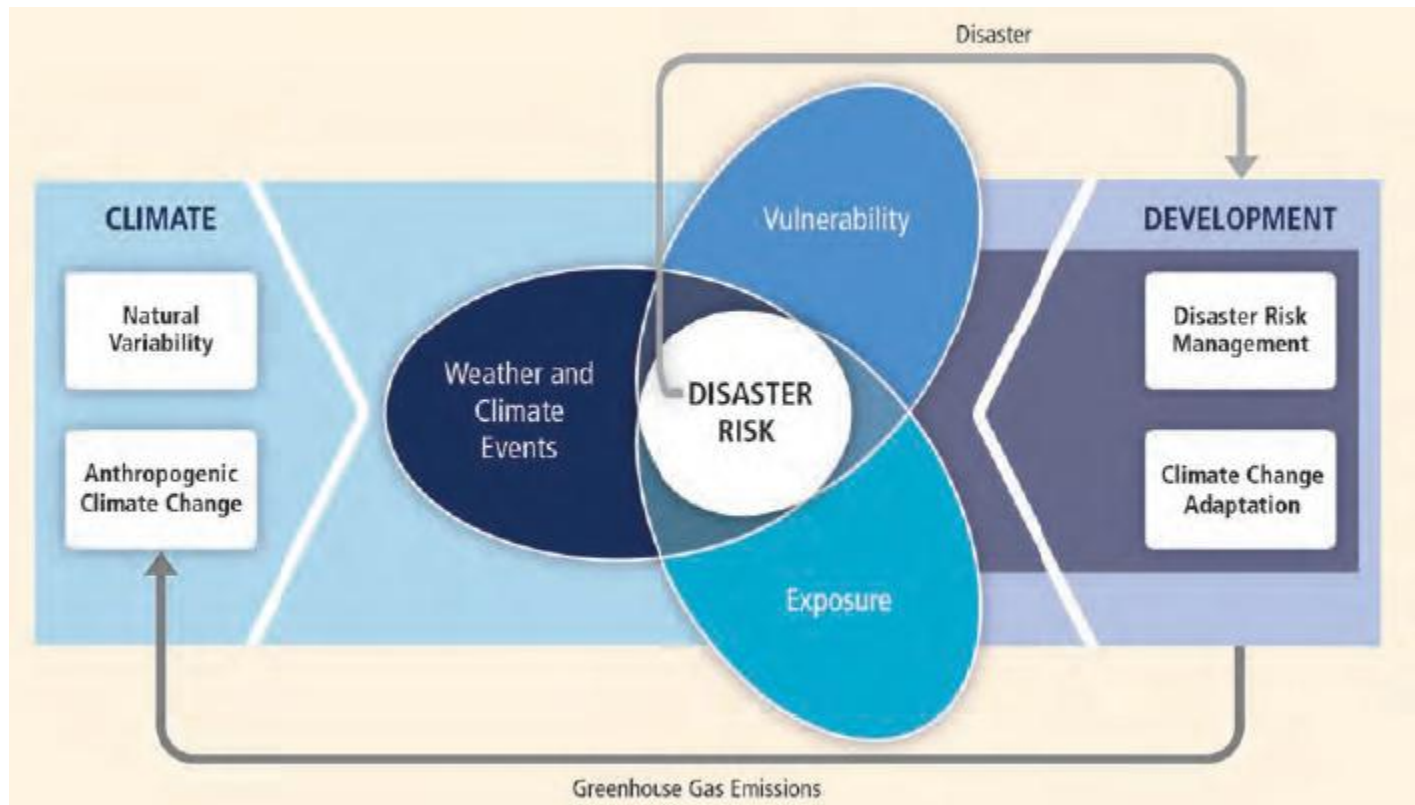 Disaster
CLIMATE
Natural
Variability
Anthropogenic
Climate Change
Vulnerability
Weather and
Climate
Events
DISASTER
RISK
Exposure
DEVELOPMENT
Disaster Risk
Management
Climate Change
Adaptation
Greenhouse Gas Emissions